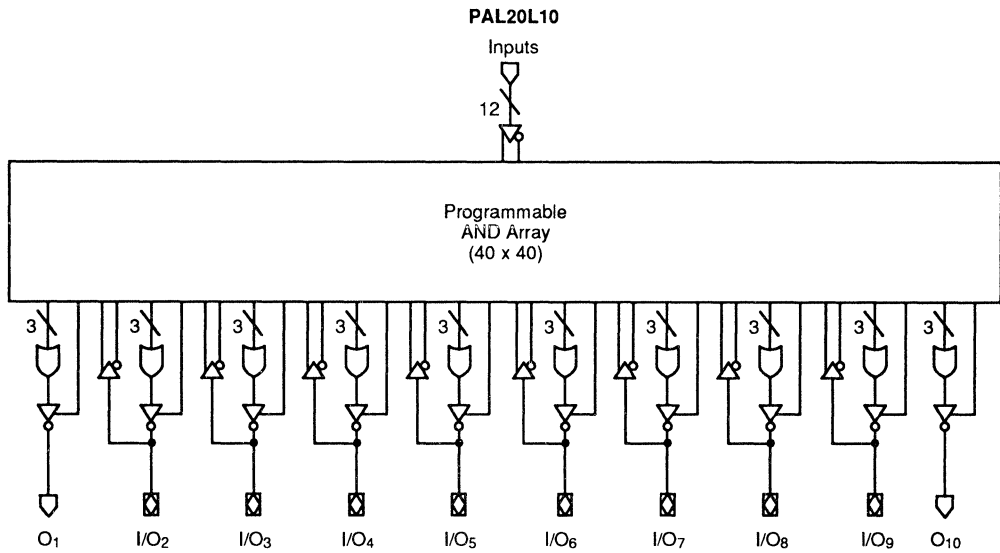 PAL20L10
Inputs
12
Programmable
AND Array
(40 x 40)
3 3 3 3 3 3 3 3 3 3
O1 I/O2 I/O3 I/O4 I/O5 I/O6 I/O7 I/O8 I/O9 O10